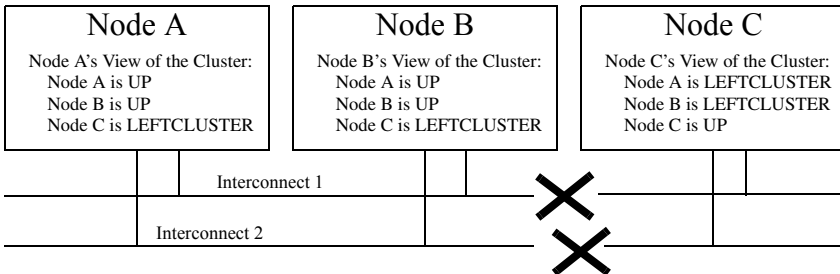 Node A
Node A's View of the Cluster:
Node A is UP
Node B is UP
Node C is LEFTCLUSTER
Node B
Node B's View of the Cluster:
Node A is UP
Node B is UP
Node C is LEFTCLUSTER
Node C
Node C's View of the Cluster:
Node A is LEFTCLUSTER
Node B is LEFTCLUSTER
Node C is UP
Interconnect 1
Interconnect 2